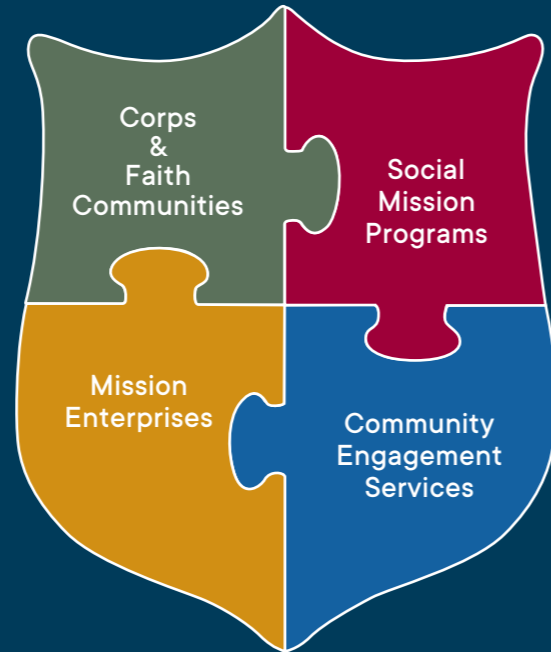 Corps
&
Faith
Communities
Social
Mission
Programs
Mission
Enterprises
Community
Engagement
Services